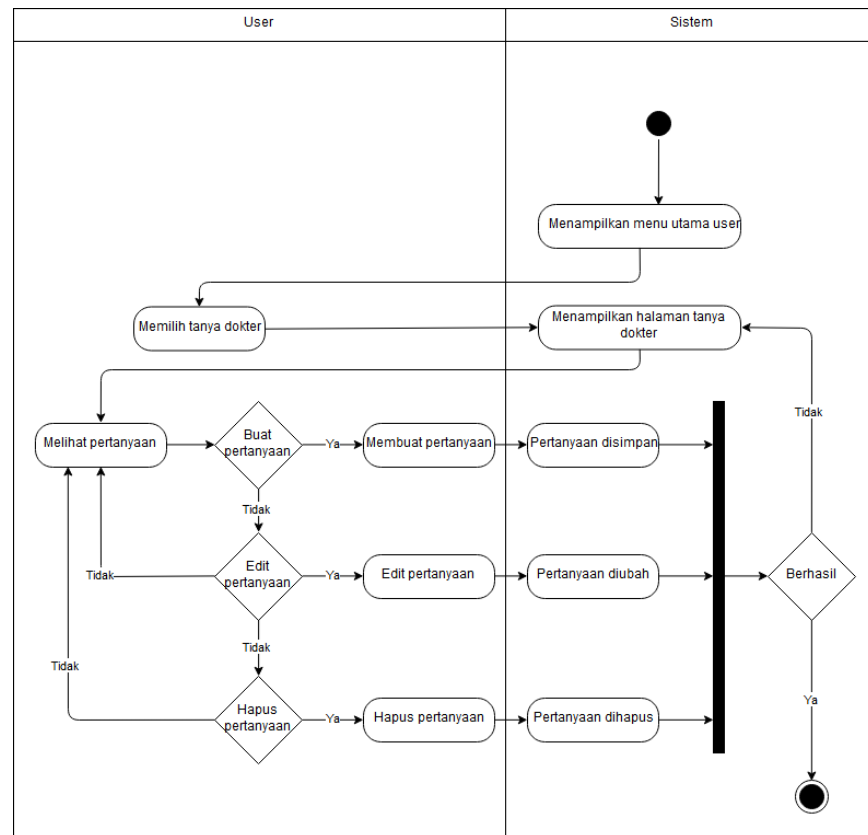 User
Sistem
Menampilkan menu utama user
Memilih tanya dokter
Menampilkan halaman tanya
dokter
Tidak
Melihat pertanyaan
Buat
pertanyaan
Ya
Membuat pertanyaan
Pertanyaan disimpan
Tidak
Tidak
Edit
pertanyaan
Ya
Edit pertanyaan
Pertanyaan diubah
Berhasil
Tidak
Tidak
Hapus
pertanyaan
Ya
Hapus pertanyaan
Pertanyaan dihapus
Ya